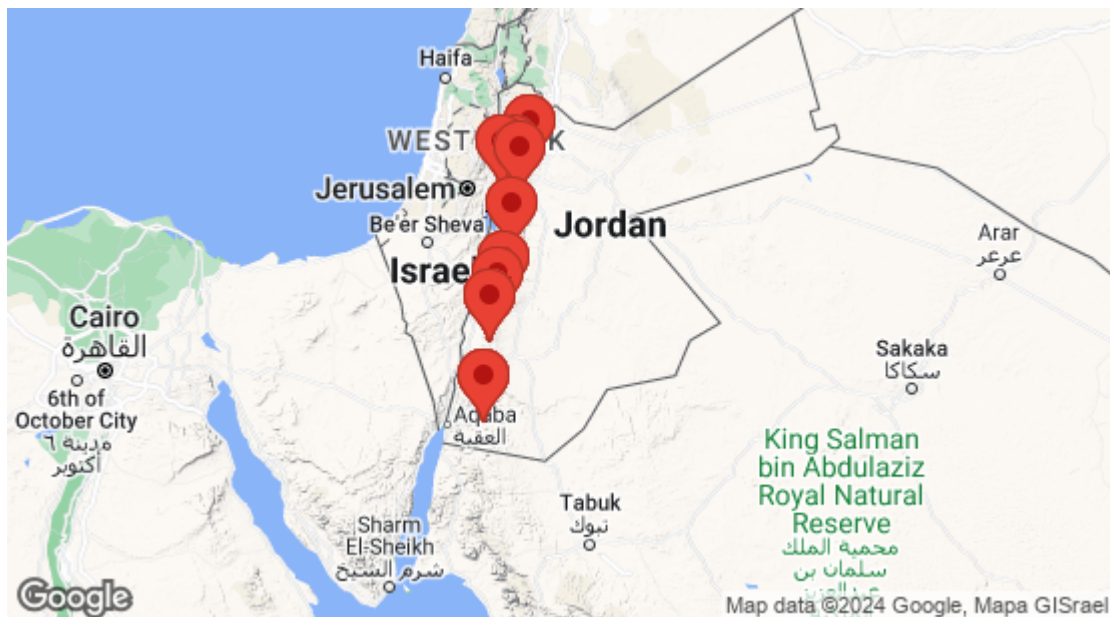 Haifa
WEST
K
Jerusalem
Be'er Sheva
Jordan
Israel
Arar
عرعر
Cairo
القاهرة
6th of
October City
مدينة ٦
أكتوبر
Sakaka
سكاكا
Aqaba
العقبة
King Salman
bin Abdulaziz
Royal Natural
Reserve
محمية الملك
سلمان بن
Tabuk
تبوك
Sharm
El-Sheikh
شرم الشيخ
Google
Map data ©2024 Google, Mapa GISrael